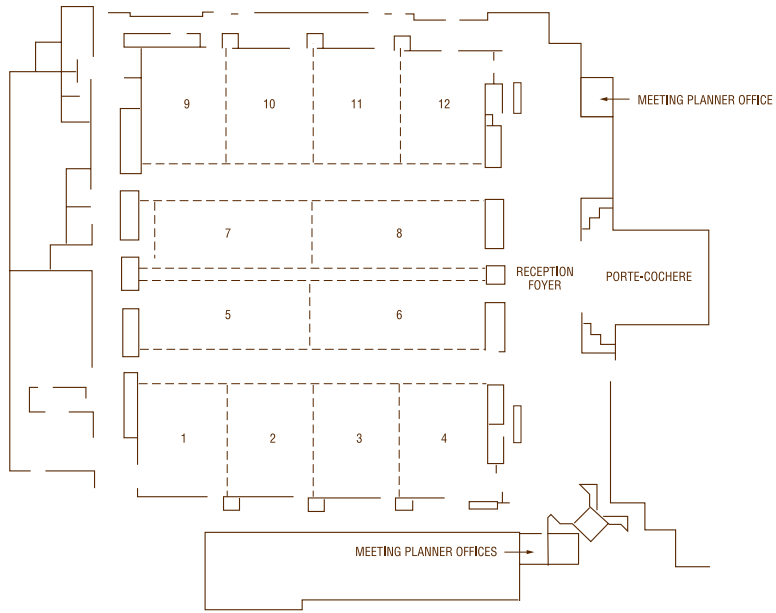 9
10
11
12
MEETING PLANNER OFFICE
7
8
RECEPTION
FOYER
PORTE-COCHERE
5
6
1
2
3
4
MEETING PLANNER OFFICES